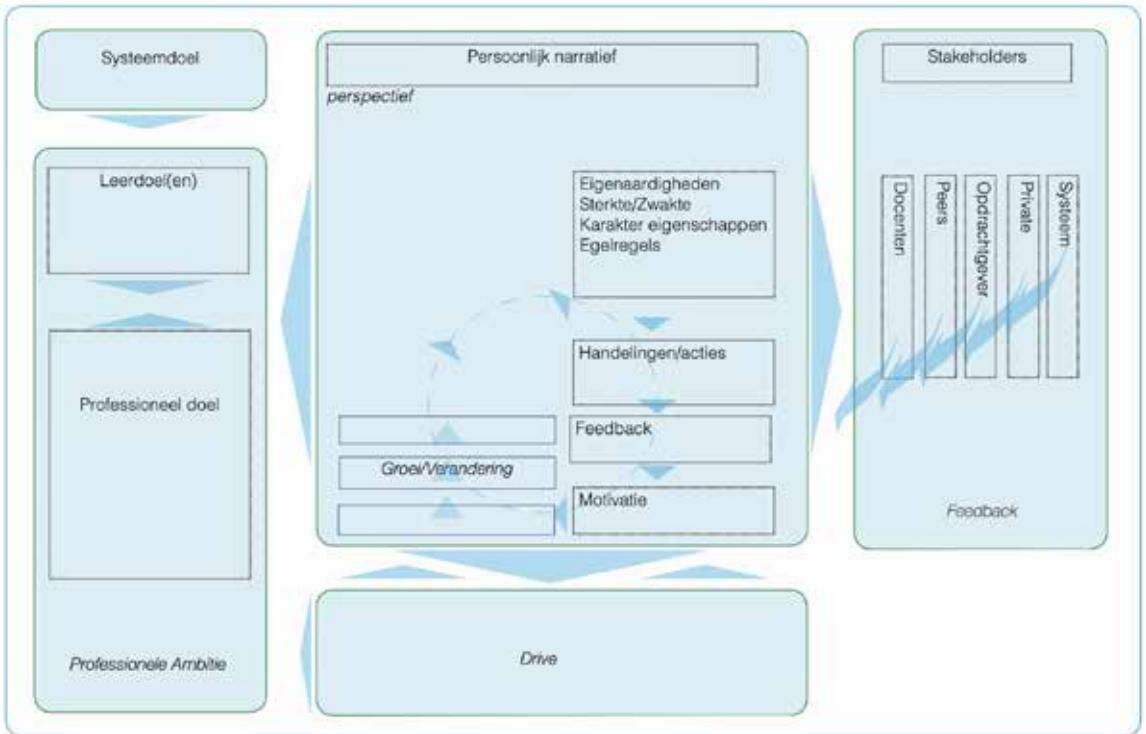 Systeemdoel
Leerdoel(en)
Professioneel doel
Professionele Ambitie
Persoonlijk narratief
perspectief
Eigenaardigheden
Sterkte/Zwakte
Karakter eigenschappen
Egelregels
Handelingen/acties
Feedback
Motivatie
Groei/Verandering
Drive
Stakeholders
Docenten
Peers
Opdrachtgever
Private
Systeem
Feedback